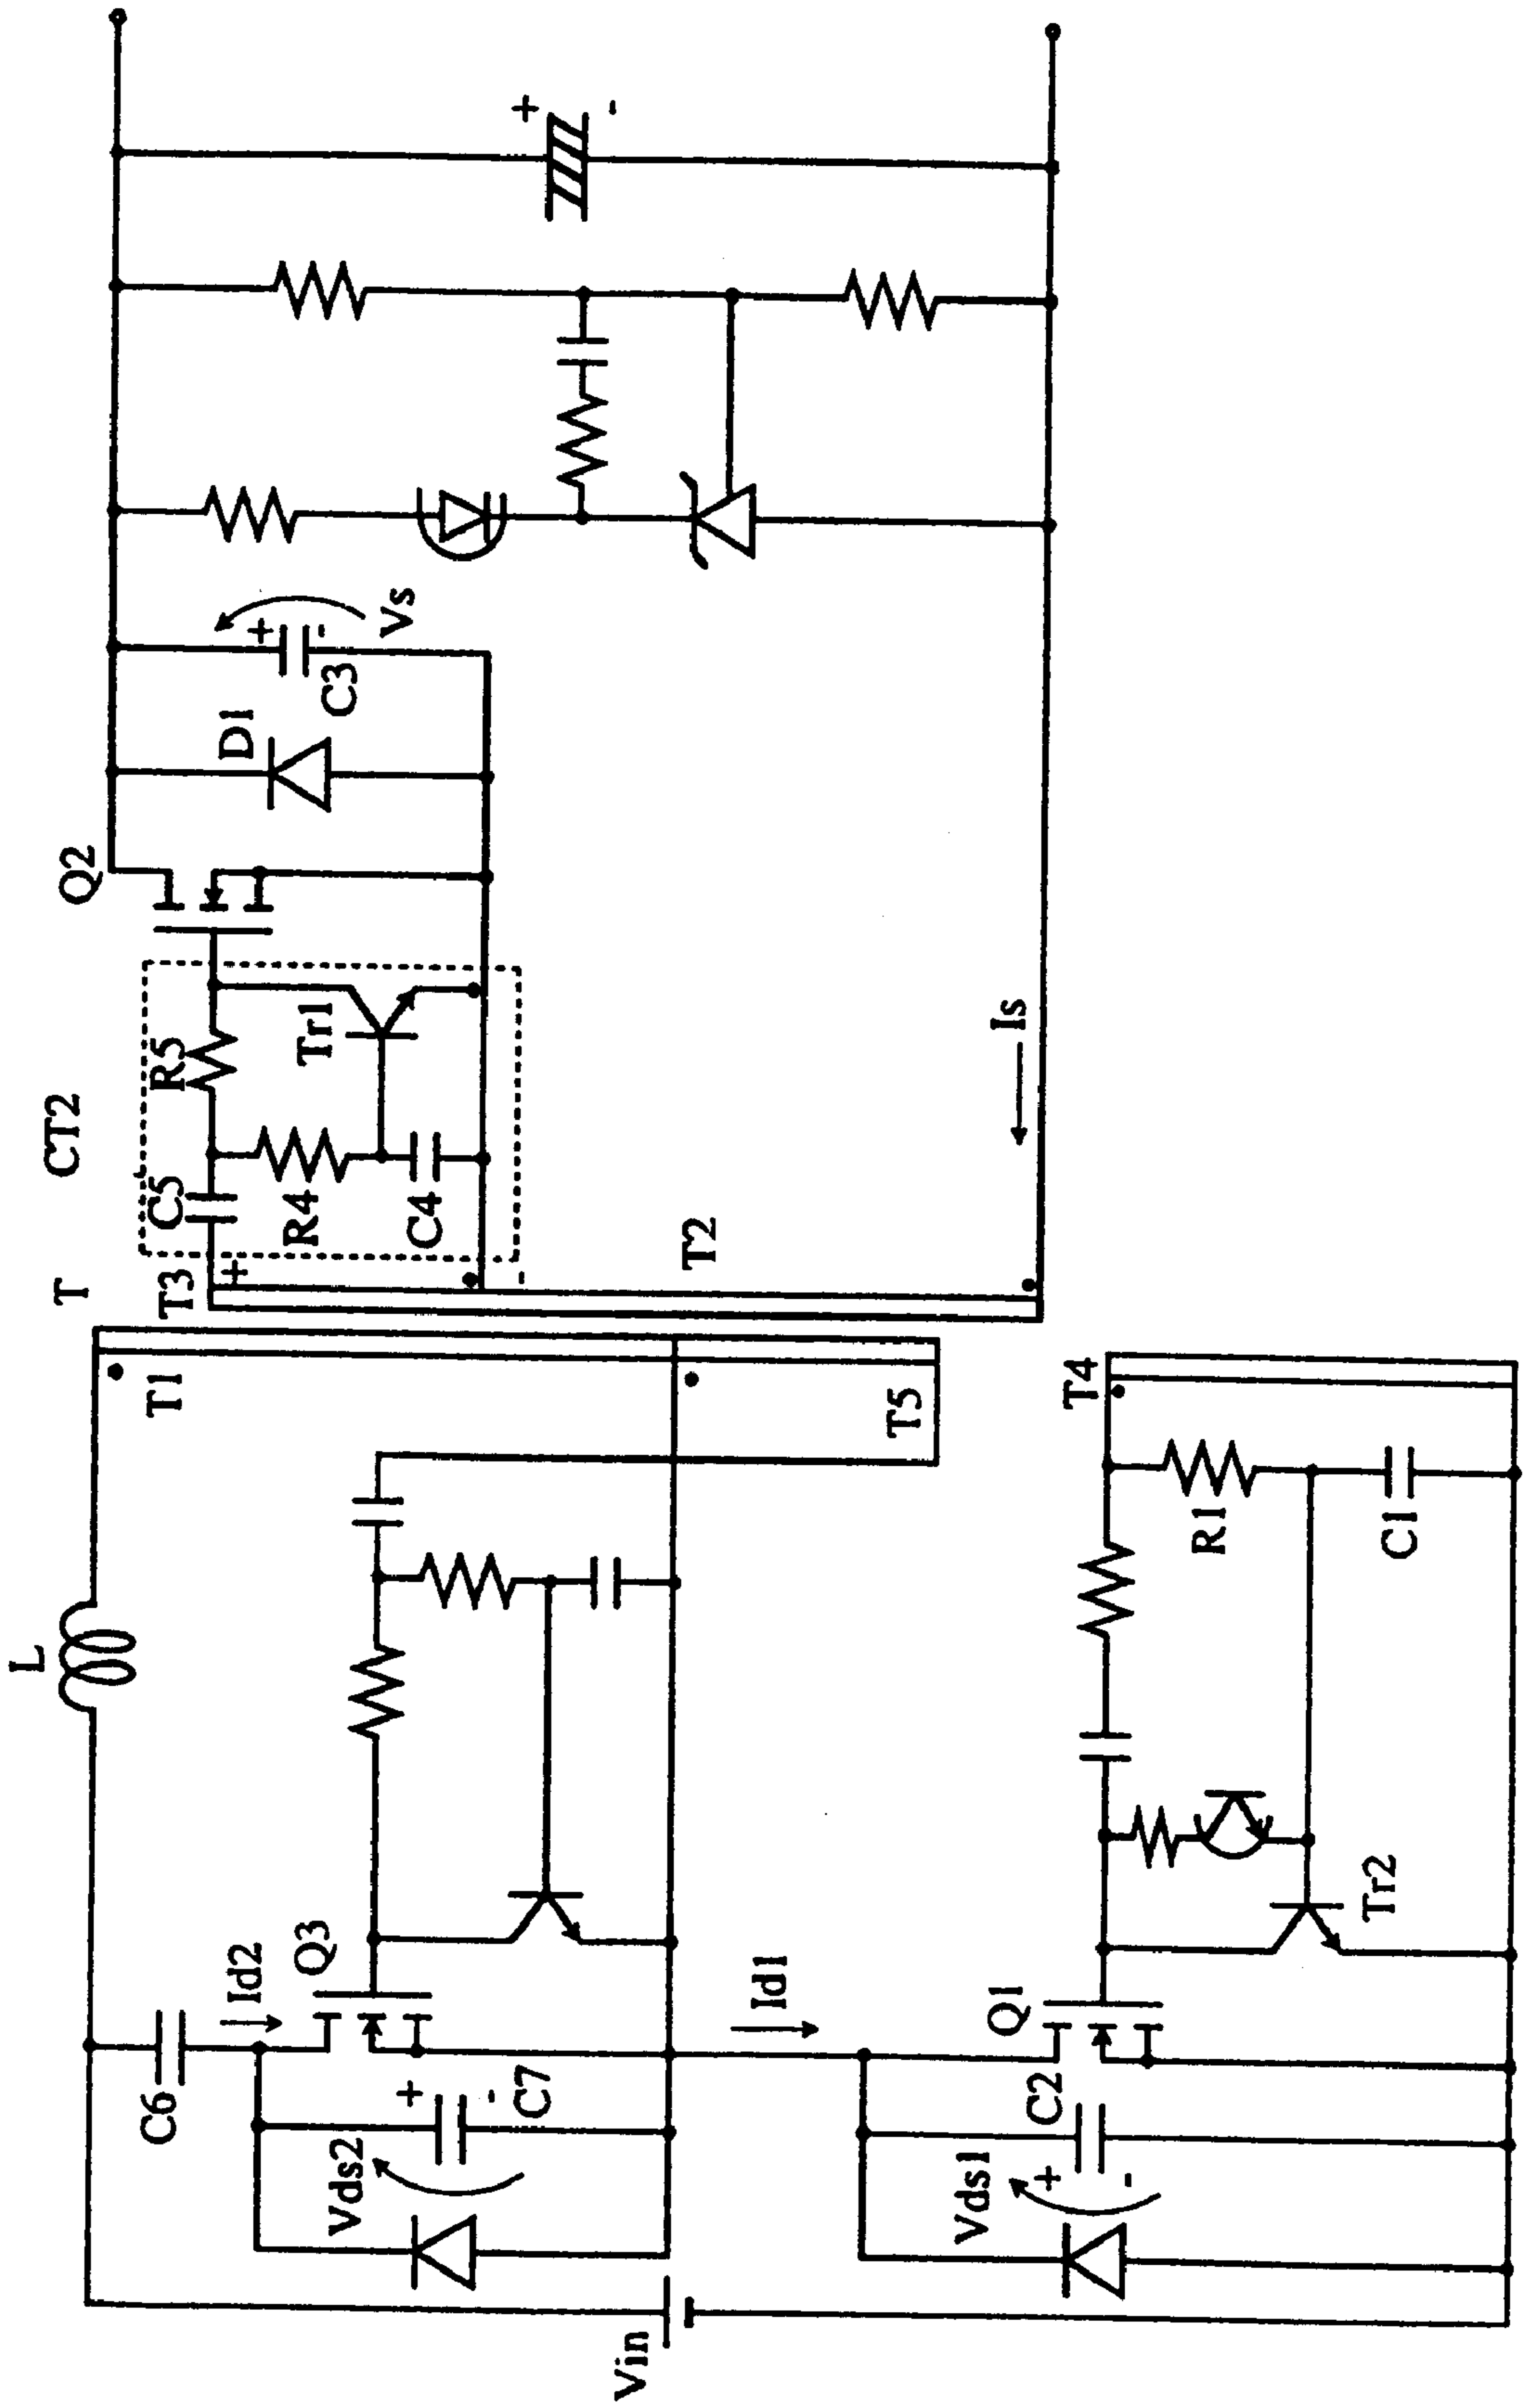 +
-
Vs
+
-
C3
D1
Q2
CT2
R5
Tr1
C5
R4
C4
Is
T
T3
+
-
T2
T1
T5
T4
L
R1
C1
Id2
Q3
Tr2
Id1
Q1
C6
+
-
C7
Vds2
C2
+
-
Vds1
Vin